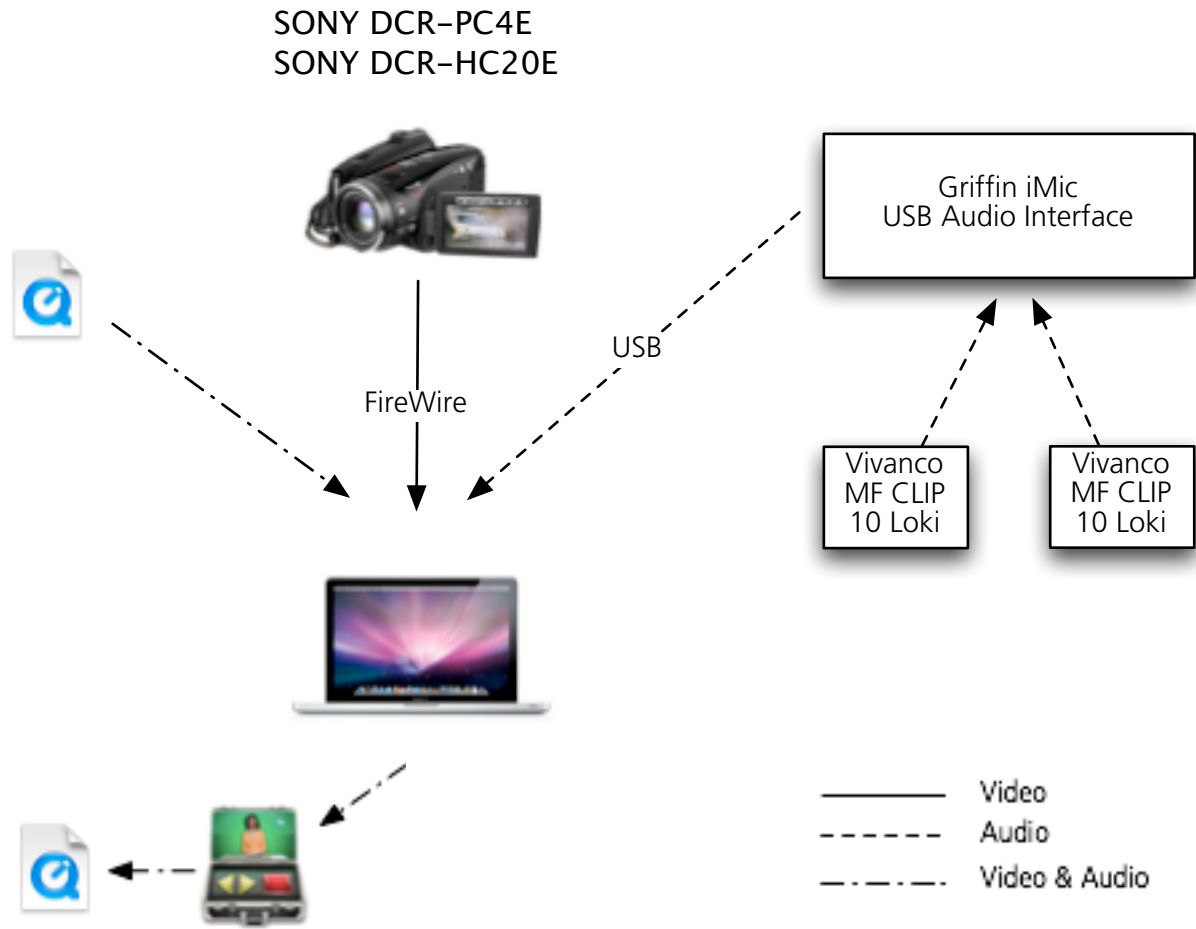 SONY DCR-PC4E
SONY DCR-HC20E
Griffin iMic
USB Audio Interface
USB
FireWire
Vivanco
MF CLIP
10 Loki
Vivanco
MF CLIP
10 Loki
Video
Audio
Video & Audio